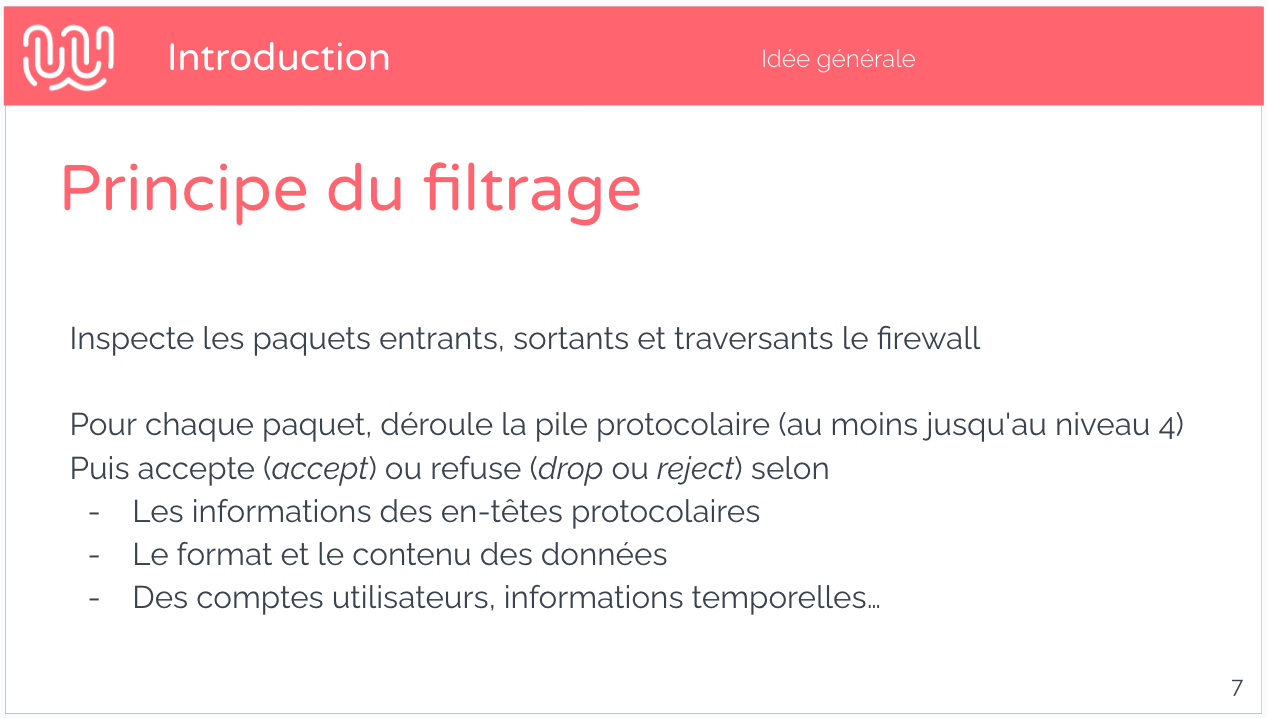 Introduction
Idée générale
Principe du filtrage
Inspecte les paquets entrants, sortants et traversants le firewall
Pour chaque paquet, déroule la pile protocolaire (au moins jusqu'au niveau 4)
Puis accepte (accept) ou refuse (drop ou reject) selon
- Les informations des en-têtes protocolaires
- Le format et le contenu des données
- Des comptes utilisateurs, informations temporelles…
7